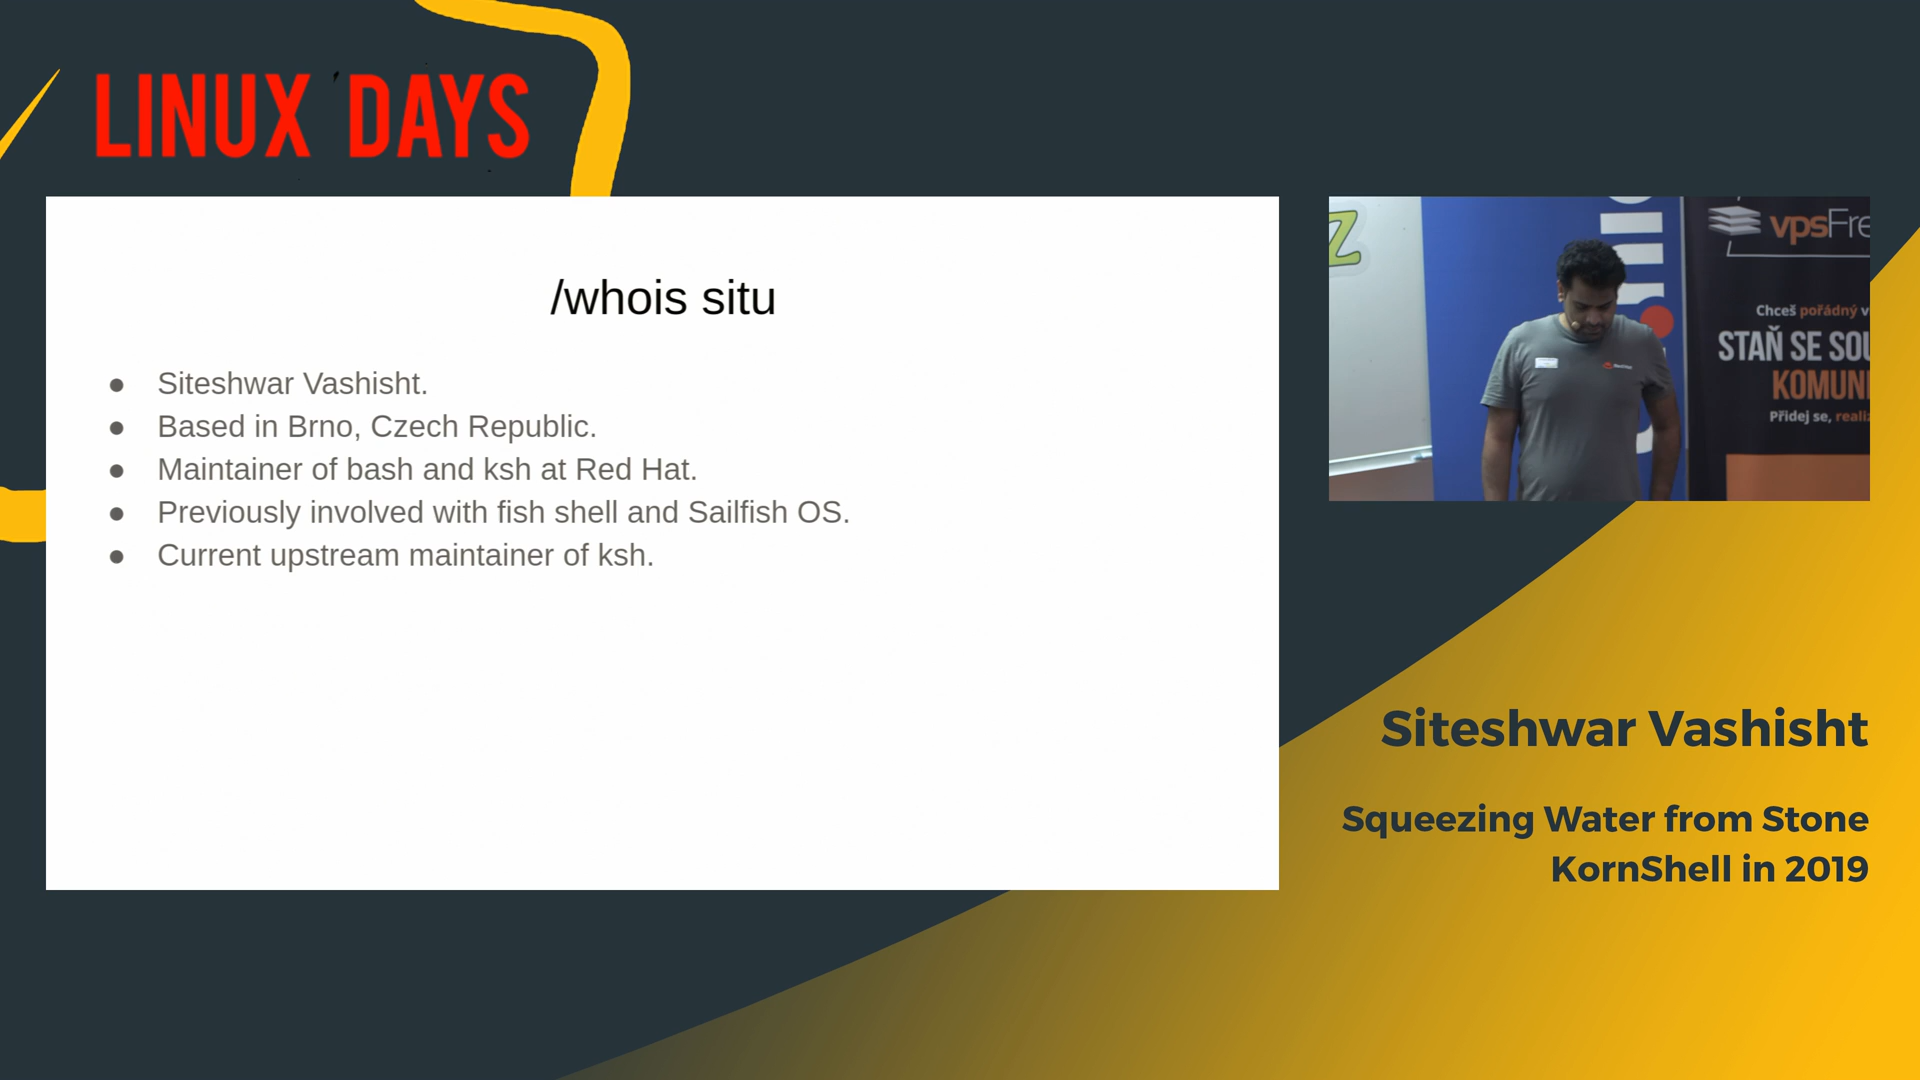 LINUX DAYS
/whois situ
● Siteshwar Vashisht.
● Based in Brno, Czech Republic.
● Maintainer of bash and ksh at Red Hat.
● Previously involved with fish shell and Sailfish OS.
● Current upstream maintainer of ksh.
vpsFre
Chceš pořádný v
STAŇ SE SOU
KOMUNI
Přidej se, realiz
Siteshwar Vashisht
Squeezing Water from Stone
KornShell in 2019